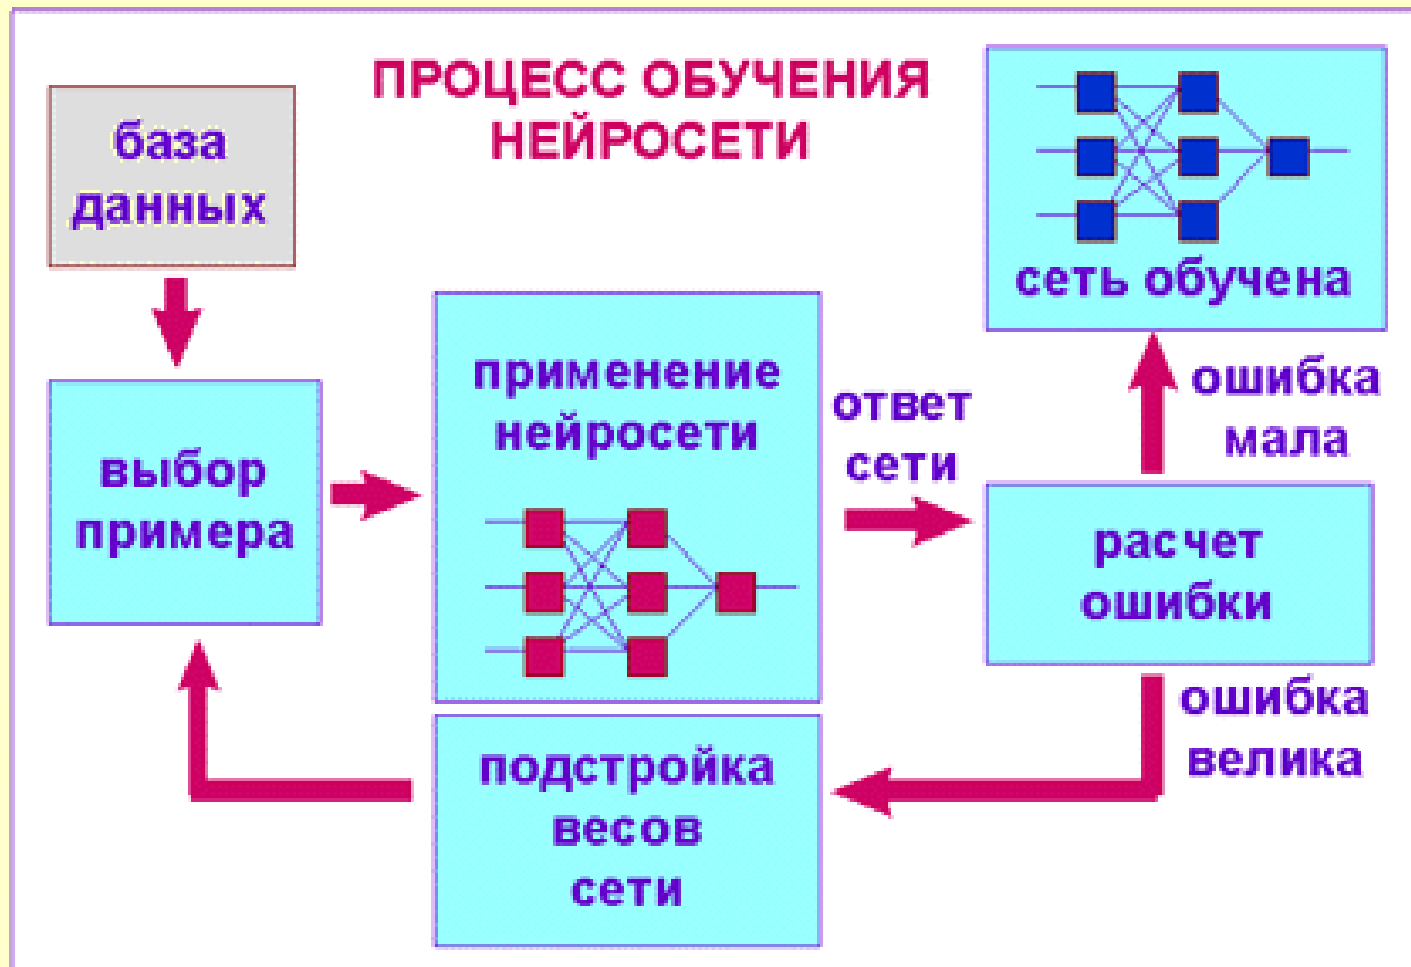 ПРОЦЕСС ОБУЧЕНИЯ
НЕЙРОСЕТИ
база
данных
выбор
примера
применение
нейросети
ответ
сети
расчет
ошибки
ошибка
мала
сеть обучена
ошибка
велика
подстройка
весов
сети